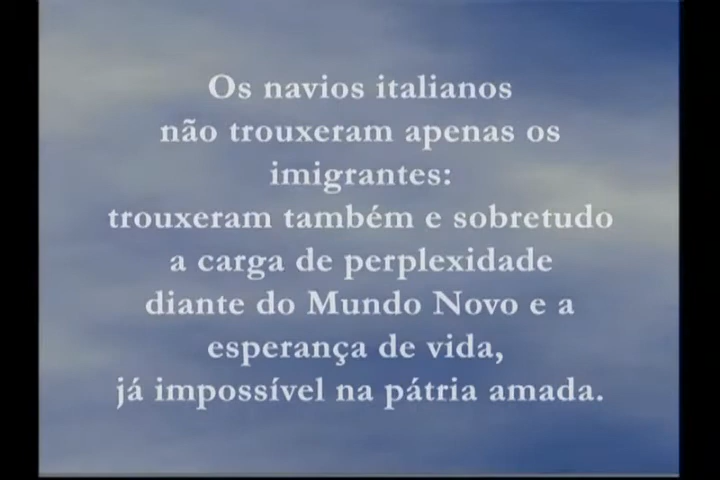 Os navios italianos
não trouxeram apenas os
imigrantes:
trouxeram também e sobretudo
a carga de perplexidade
diante do Mundo Novo e a
esperança de vida,
já impossível na pátria amada.